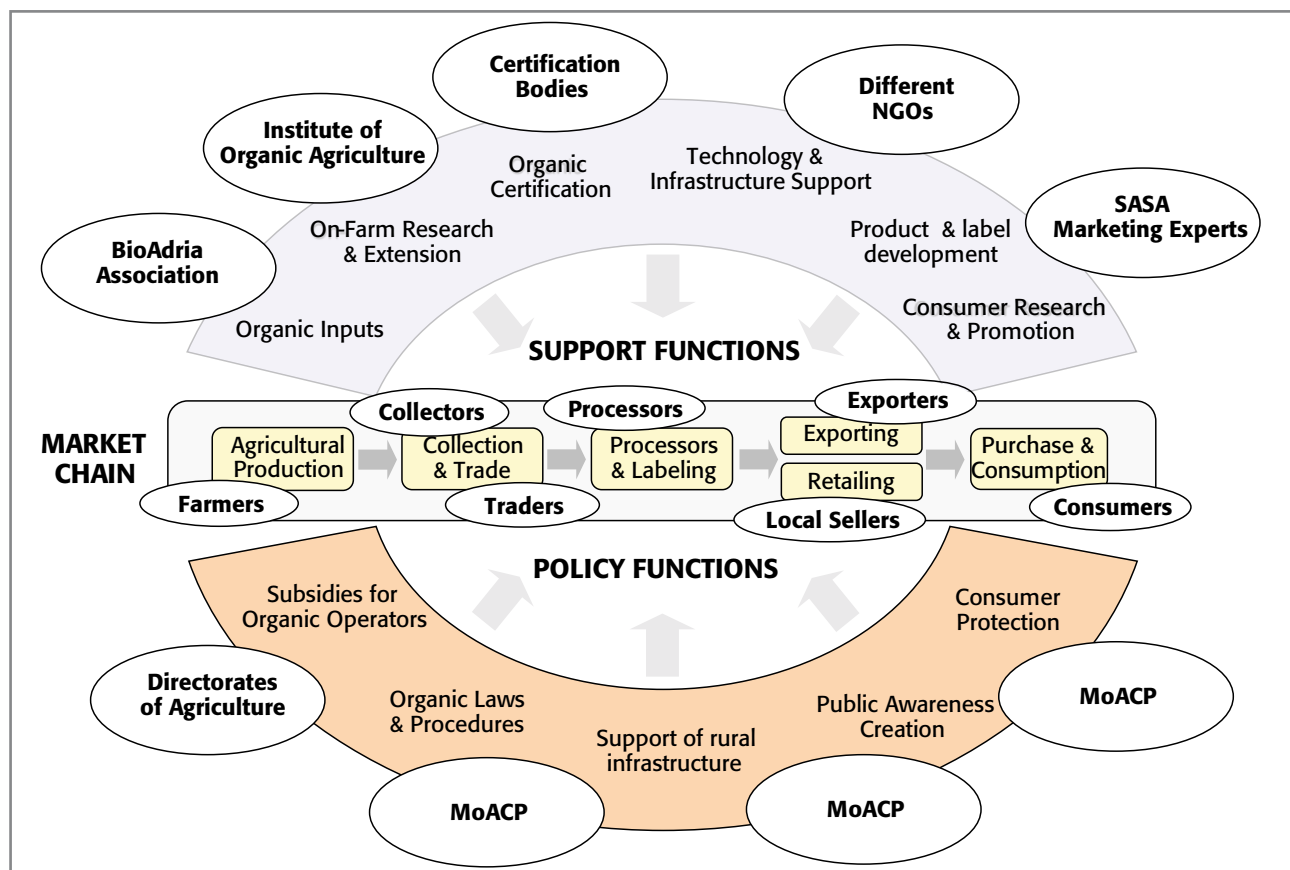 Certification
Bodies
Different
NGOs
Institute of
Organic Agriculture
SASA
Marketing Experts
BioAdria
Association
Organic Inputs
On-Farm Research
& Extension
Organic
Certification
Technology &
Infrastructure Support
Product & label
development
Consumer Research
& Promotion
SUPPORT FUNCTIONS
MARKET
CHAIN
Collectors
Processors
Exporters
Agricultural
Production
Collection
& Trade
Processors
& Labeling
Exporting
Retailing
Purchase &
Consumption
Farmers
Traders
Local Sellers
Consumers
POLICY FUNCTIONS
Subsidies for
Organic Operators
Organic Laws
& Procedures
Support of rural
infrastructure
Public Awareness
Creation
Consumer
Protection
Directorates
of Agriculture
MoACP
MoACP
MoACP